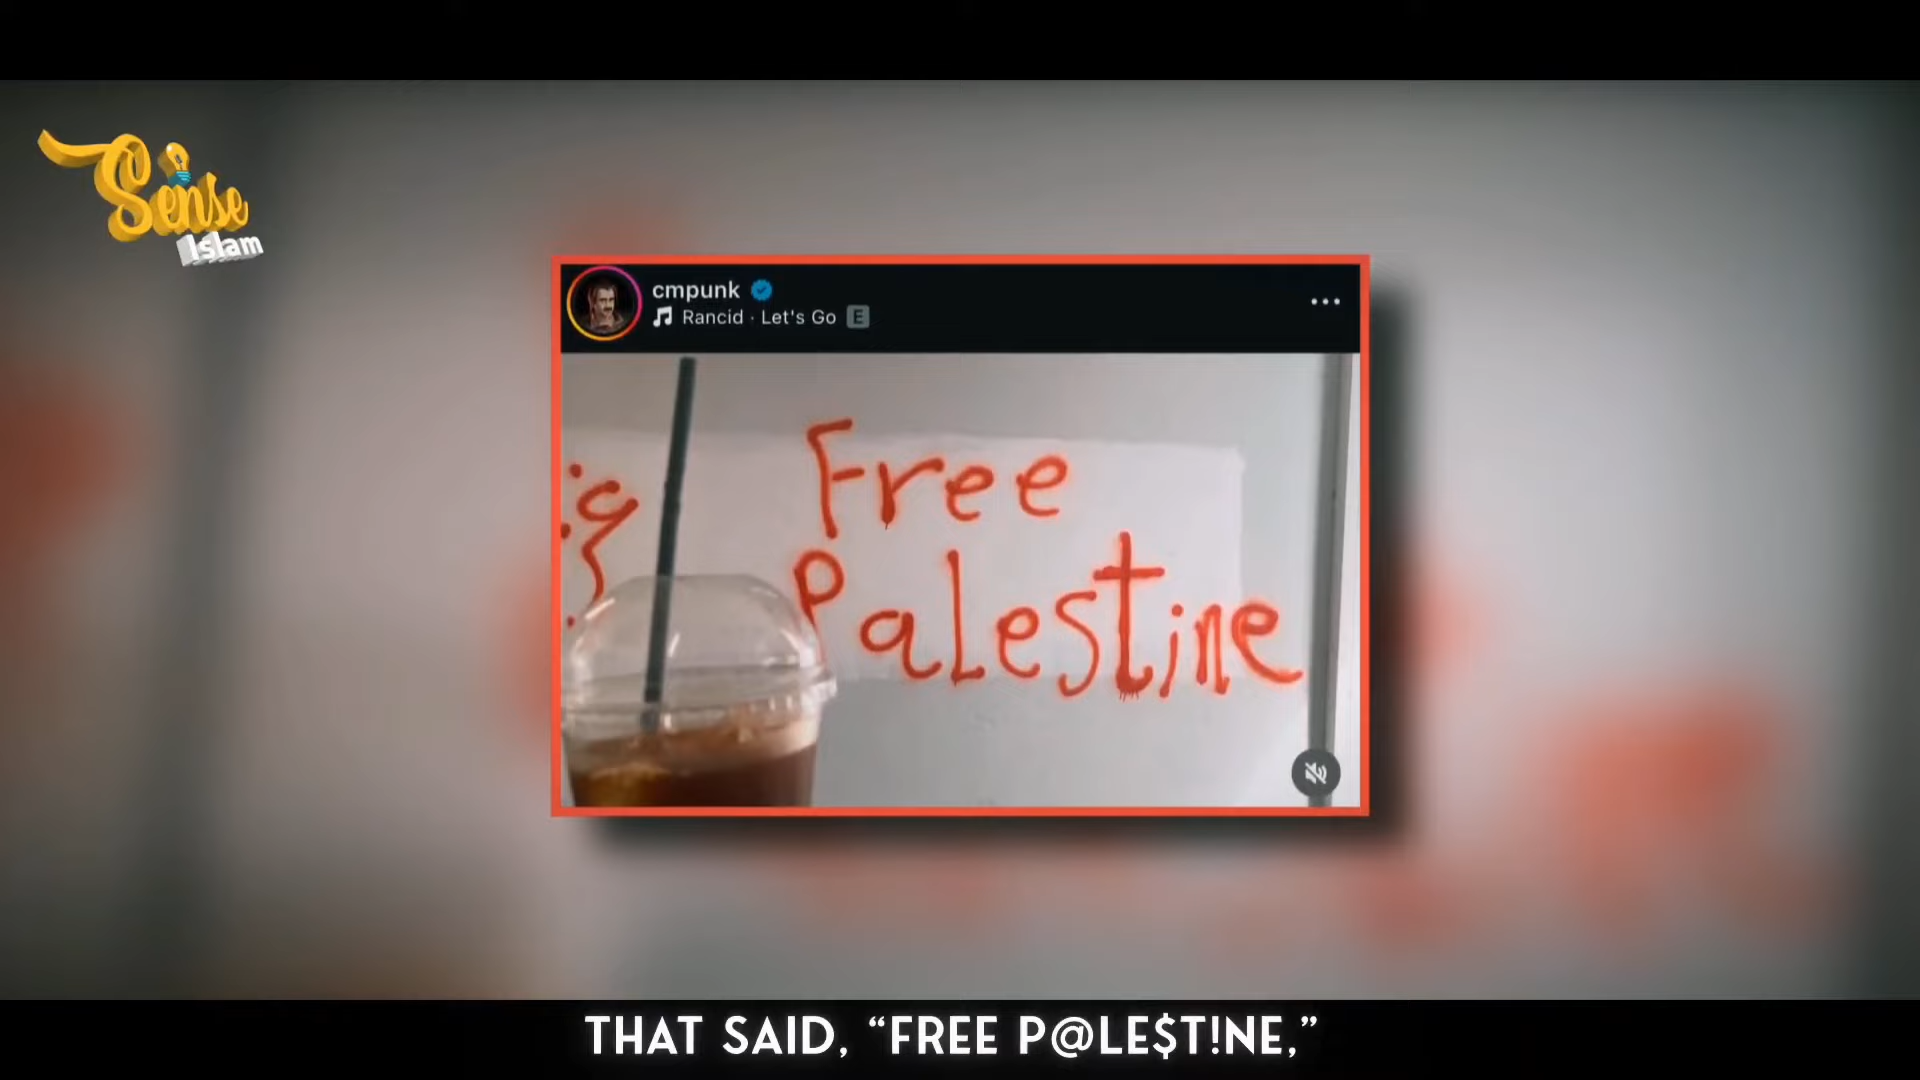 Sense
Islam
cmpunk
Rancid · Let's Go E
Free
Palestine
THAT SAID, “FREE P@LE$T!NE,”